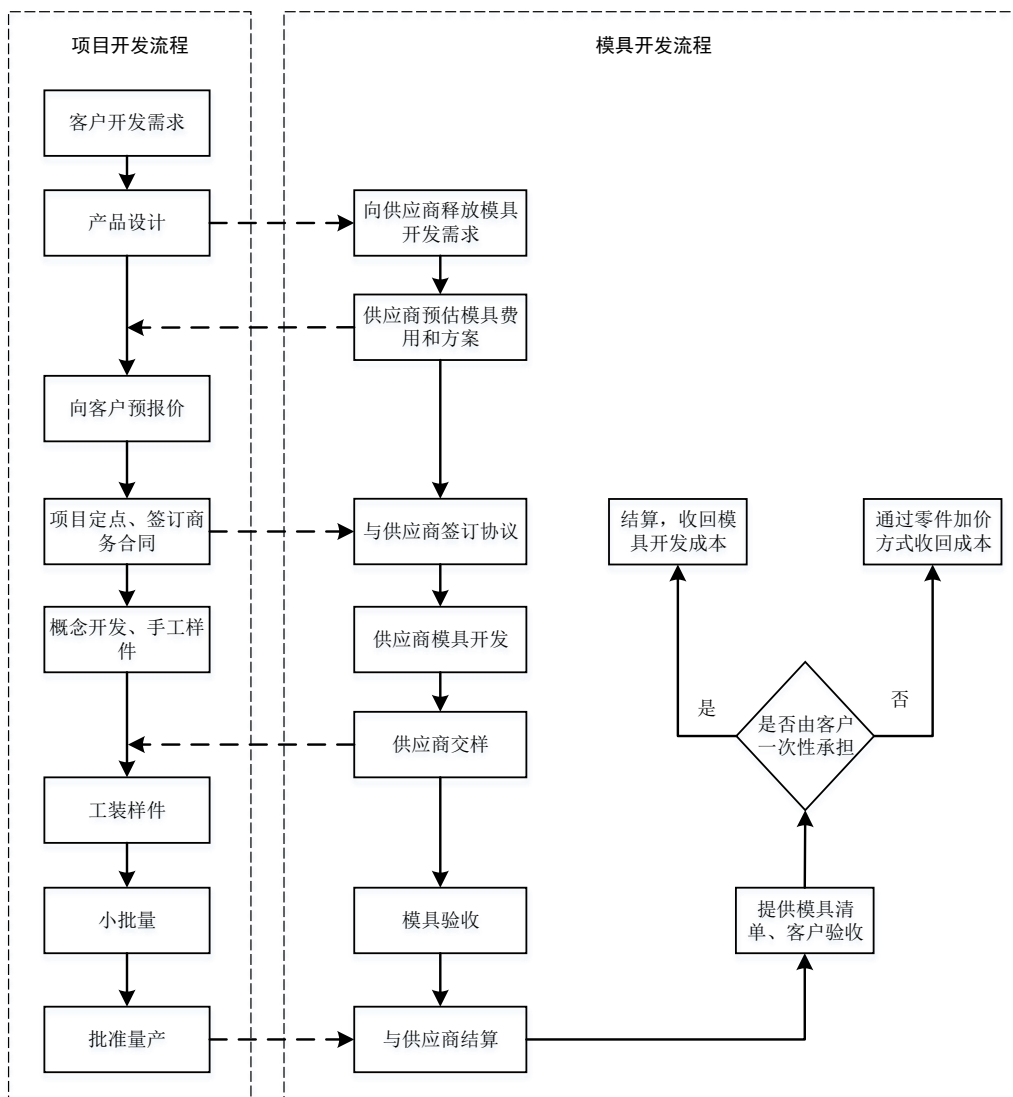 项目开发流程
模具开发流程
客户开发需求
产品设计
向供应商释放模具
开发需求
供应商预估模具费
用和方案
向客户预报价
项目定点、签订商
务合同
与供应商签订协议
结算，收回模
具开发成本
通过零件加价
方式收回成本
概念开发、手工样
件
供应商模具开发
是
否
是否由客户
一次性承担
供应商交样
工装样件
小批量
模具验收
提供模具清
单、客户验收
批准量产
与供应商结算